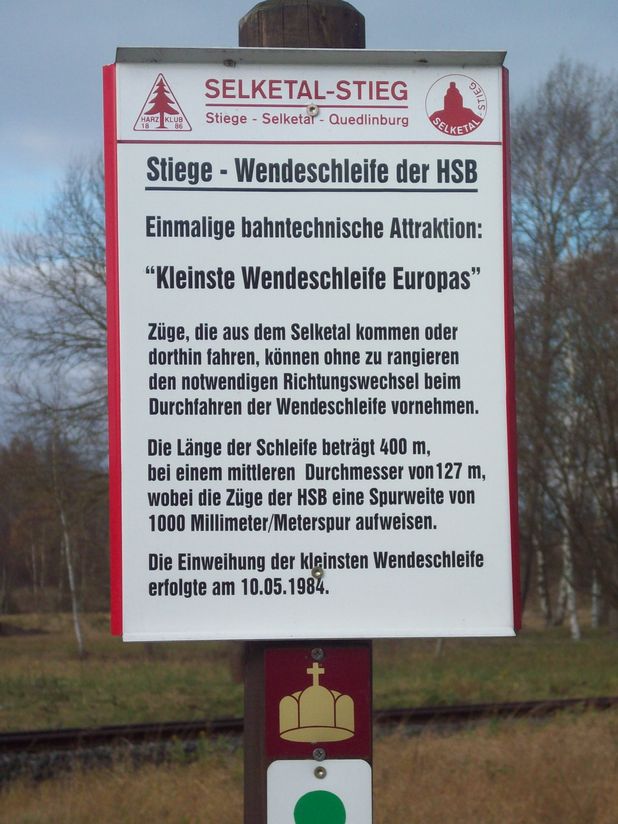 SELKETAL-STIEG
Stiege - Selketal - Quedlinburg
HARZ KLUB
18 86
SELKETAL-STIEG
Stiege - Wendeschleife der HSB
Einmalige bahntechnische Attraktion:
“Kleinste Wendeschleife Europas”
Züge, die aus dem Selketal kommen oder
dorthin fahren, können ohne zu rangieren
den notwendigen Richtungswechsel beim
Durchfahren der Wendeschleife vornehmen.
Die Länge der Schleife beträgt 400 m,
bei einem mittleren Durchmesser von 127 m,
wobei die Züge der HSB eine Spurweite von
1000 Millimeter/Meterspur aufweisen.
Die Einweihung der kleinsten Wendeschleife
erfolgte am 10.05.1984.